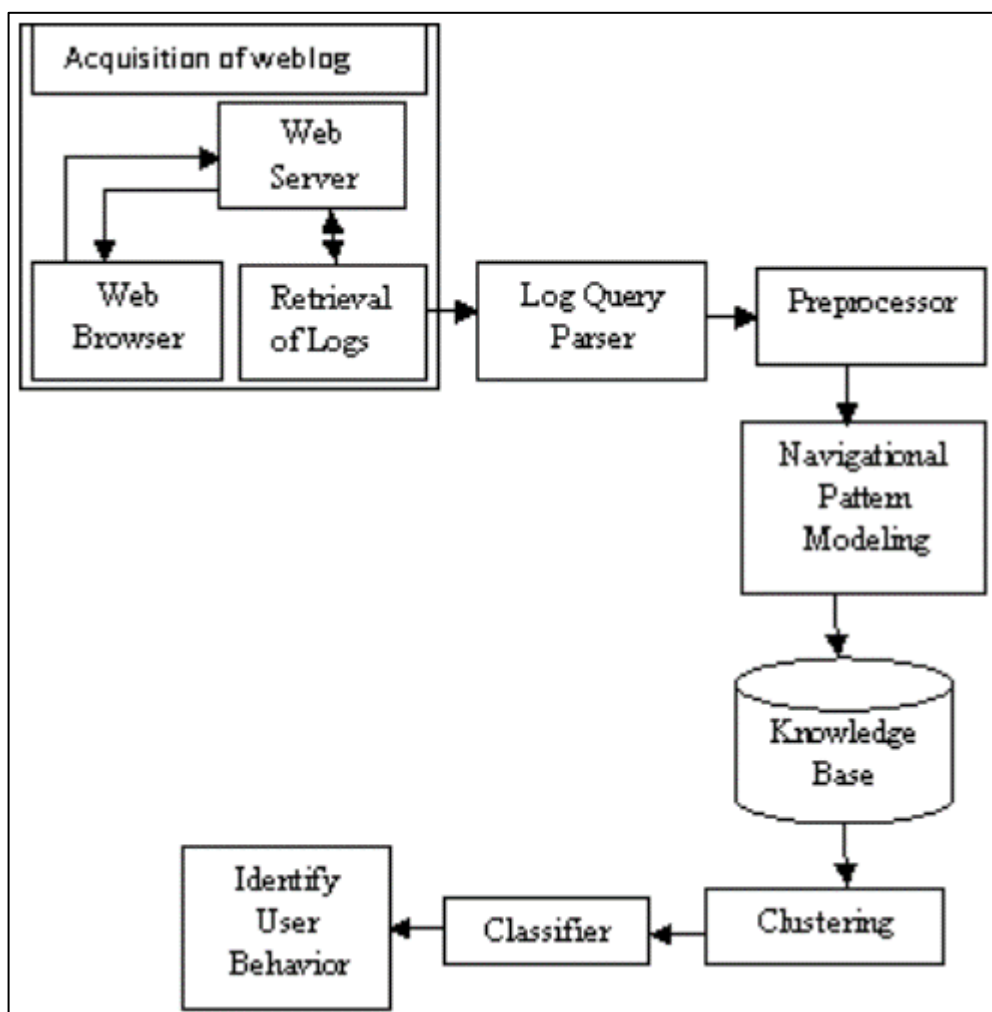 Acquisition of weblog
Web
Server
Web
Browser
Retrieval
of Logs
Log Query
Parser
Preprocessor
Navigational
Pattern
Modeling
Knowledge
Base
Clustering
Classifier
Identify
User
Behavior